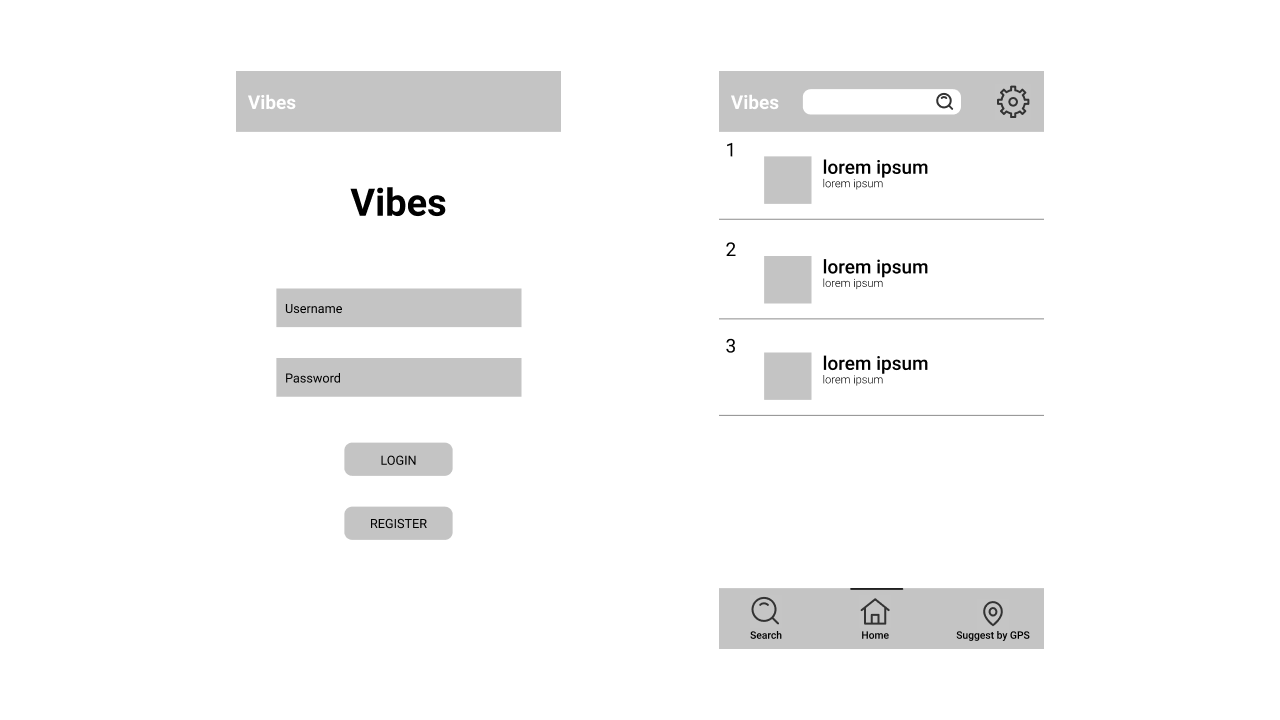 Vibes
Vibes
Username
Password
LOGIN
REGISTER
Vibes
1
lorem ipsum
lorem ipsum
2
lorem ipsum
lorem ipsum
3
lorem ipsum
lorem ipsum
Search
Home
Suggest by GPS